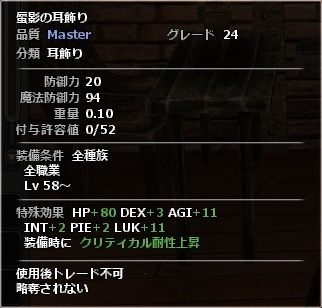 蛮影の耳飾り
品質 Master グレード 24
分類 耳飾り
防御力 20
魔法防御力 94
重量 0.10
付与許容値 0/52
装備条件 全種族
全職業
Lv 58～
特殊効果 HP+80 DEX+3 AGI+11
INT+2 PIE+2 LUK+11
装備時に クリティカル耐性上昇
使用後トレード不可
略奪されない